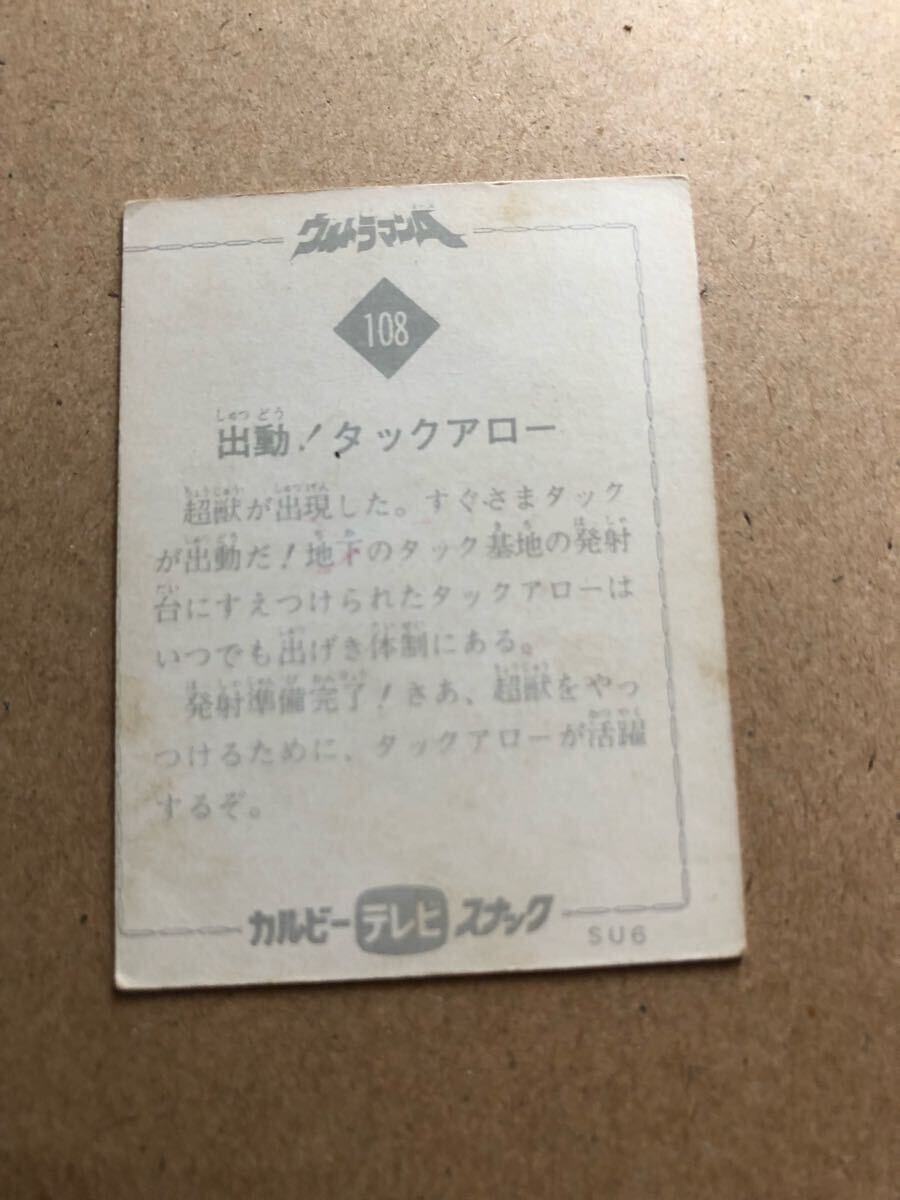 ウルトラマンA
108
出動！タックアロー
超獣が出現した。すぐさまタック
が出動だ！地下のタック基地の発射
台にすえつけられたタックアローは
いつでも出げき体制にある。
発射準備完了！さあ、超獣をやっ
つけるために、タックアローが活躍
するぞ。
カルビー テレビ スナック
SU6